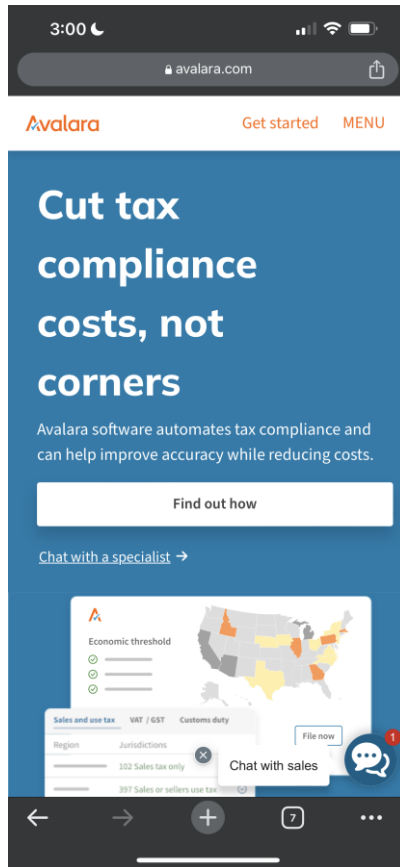 3:00
avalara.com
Avalara
Get started MENU
Cut tax
compliance
costs, not
corners
Avalara software automates tax compliance and
can help improve accuracy while reducing costs.
Find out how
Chat with a specialist →
Economic threshold
Sales and use tax VAT / GST Customs duty
Region Jurisdictions
File now
102 Sales tax only
Chat with sales
1
397 Sales or sellers use tax
7